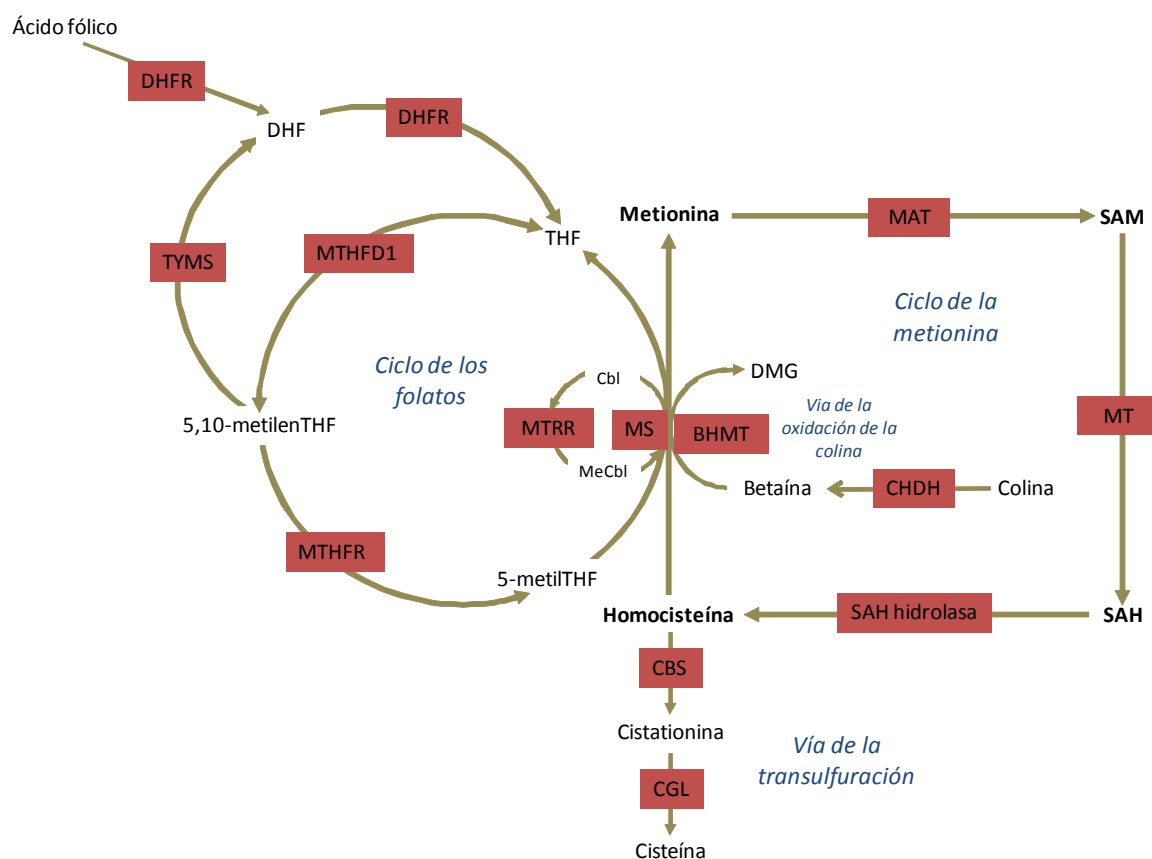 Ácido fólico
DHFR
DHF
DHFR
Metionina
MAT
SAM
THF
TYMS
MTHFD1
Ciclo de la
metionina
Ciclo de los
folatos
Cbl
DMG
5,10-metilenTHF
MTRR
MS
BHMT
Via de la
oxidación de la
colina
MT
MeCbl
Betaína
CHDH
Colina
MTHFR
5-metilTHF
Homocisteína
SAH hidrolasa
SAH
CBS
Cistationina
Vía de la
transulfuración
CGL
Cisteína